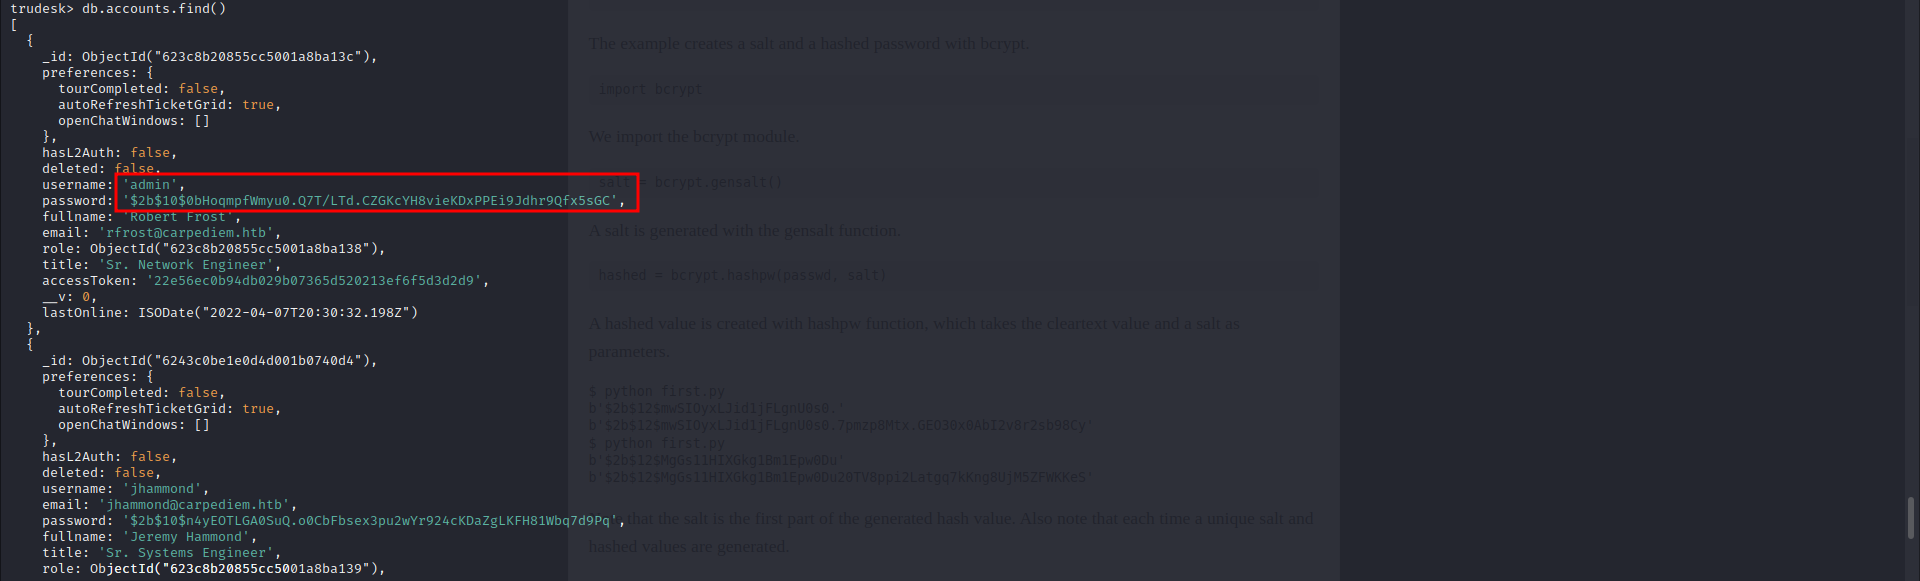 trudesk> db.accounts.find()
[
  {
    _id: ObjectId("623c8b20855cc5001a8ba13c"),
    preferences: {
      tourCompleted: false,
      autoRefreshTicketGrid: true,
      openChatWindows: []
    },
    hasL2Auth: false,
    deleted: false,
    username: 'admin',
    password: '$2b$10$0bHoqmpfWmyu0.Q7T/LTd.CZGKcYH8vieKDxPPEi9Jdhr9Qfx5sGC',
    fullname: 'Robert Frost',
    email: 'rfrost@carpediem.htb',
    role: ObjectId("623c8b20855cc5001a8ba138"),
    title: 'Sr. Network Engineer',
    accessToken: '22e56ec0b94db029b07365d520213ef6f5d3d2d9',
    __v: 0,
    lastOnline: ISODate("2022-04-07T20:30:32.198Z")
  },
  {
    _id: ObjectId("6243c0be1e0d4d001b0740d4"),
    preferences: {
      tourCompleted: false,
      autoRefreshTicketGrid: true,
      openChatWindows: []
    },
    hasL2Auth: false,
    deleted: false,
    username: 'jhammond',
    email: 'jhammond@carpediem.htb',
    password: '$2b$10$n4yEOTLGA0SuQ.o0CbFbsex3pu2wYr924cKDaZgLKFH81Wbq7d9Pq',
    fullname: 'Jeremy Hammond',
    title: 'Sr. Systems Engineer',
    role: ObjectId("623c8b20855cc5001a8ba139"),
The example creates a salt and a hashed password with bcrypt.
import bcrypt
We import the bcrypt module.
salt = bcrypt.gensalt()
A salt is generated with the gensalt function.
hashed = bcrypt.hashpw(passwd, salt)
A hashed value is created with hashpw function, which takes the cleartext value and a salt as
parameters.
$ python first.py
b'$2b$12$mwSIOyxLJid1jFLgnU0s0.'
b'$2b$12$mwSIOyxLJid1jFLgnU0s0.7pmzp8Mtx.GEO30x0AbI2v8r2sb98Cy'
$ python first.py
b'$2b$12$MgGs11HIXGkg1Bm1Epw0Du'
b'$2b$12$MgGs11HIXGkg1Bm1Epw0Du20TV8ppi2Latgq7kKng8UjM5ZFWKKeS'
that the salt is the first part of the generated hash value. Also note that each time a unique salt and
hashed values are generated.